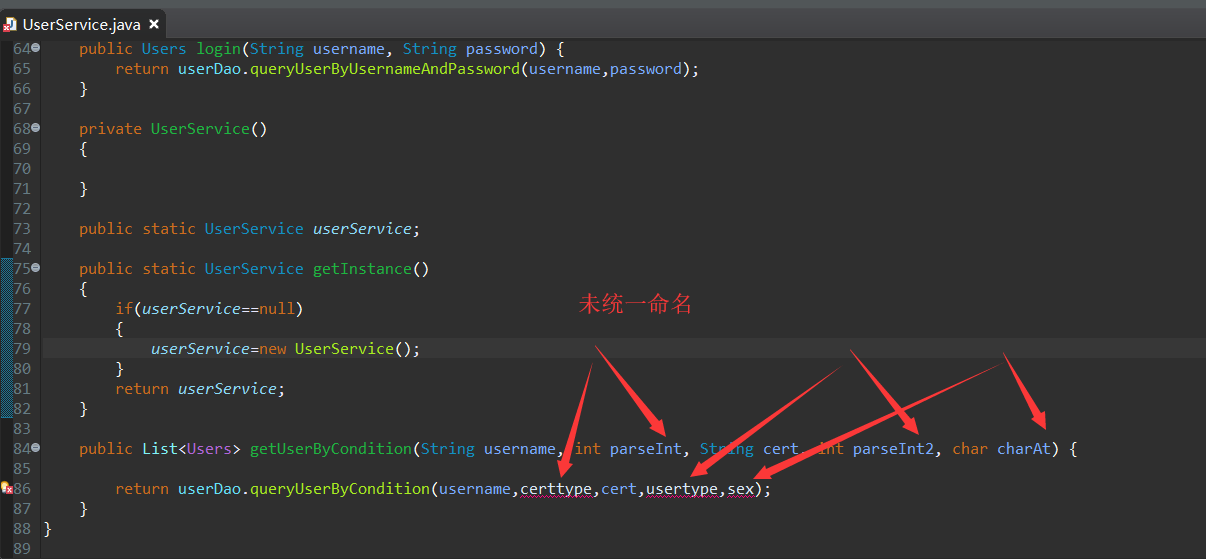 UserService.java
64 public Users login(String username, String password) {
65 return userDao.queryUserByUsernameAndPassword(username,password);
66 }
67
68 private UserService()
69 {
70
71 }
72
73 public static UserService userService;
74
75 public static UserService getInstance()
76 {
77 if(userService==null)
未统一命名
78 {
79 userService=new UserService();
80 }
81 return userService;
82 }
83
84 public List<Users> getUserByCondition(String username, int parseInt, String cert, int parseInt2, char charAt) {
85
86 return userDao.queryUserByCondition(username,certtype,cert,usertype,sex);
87 }
88 }
89